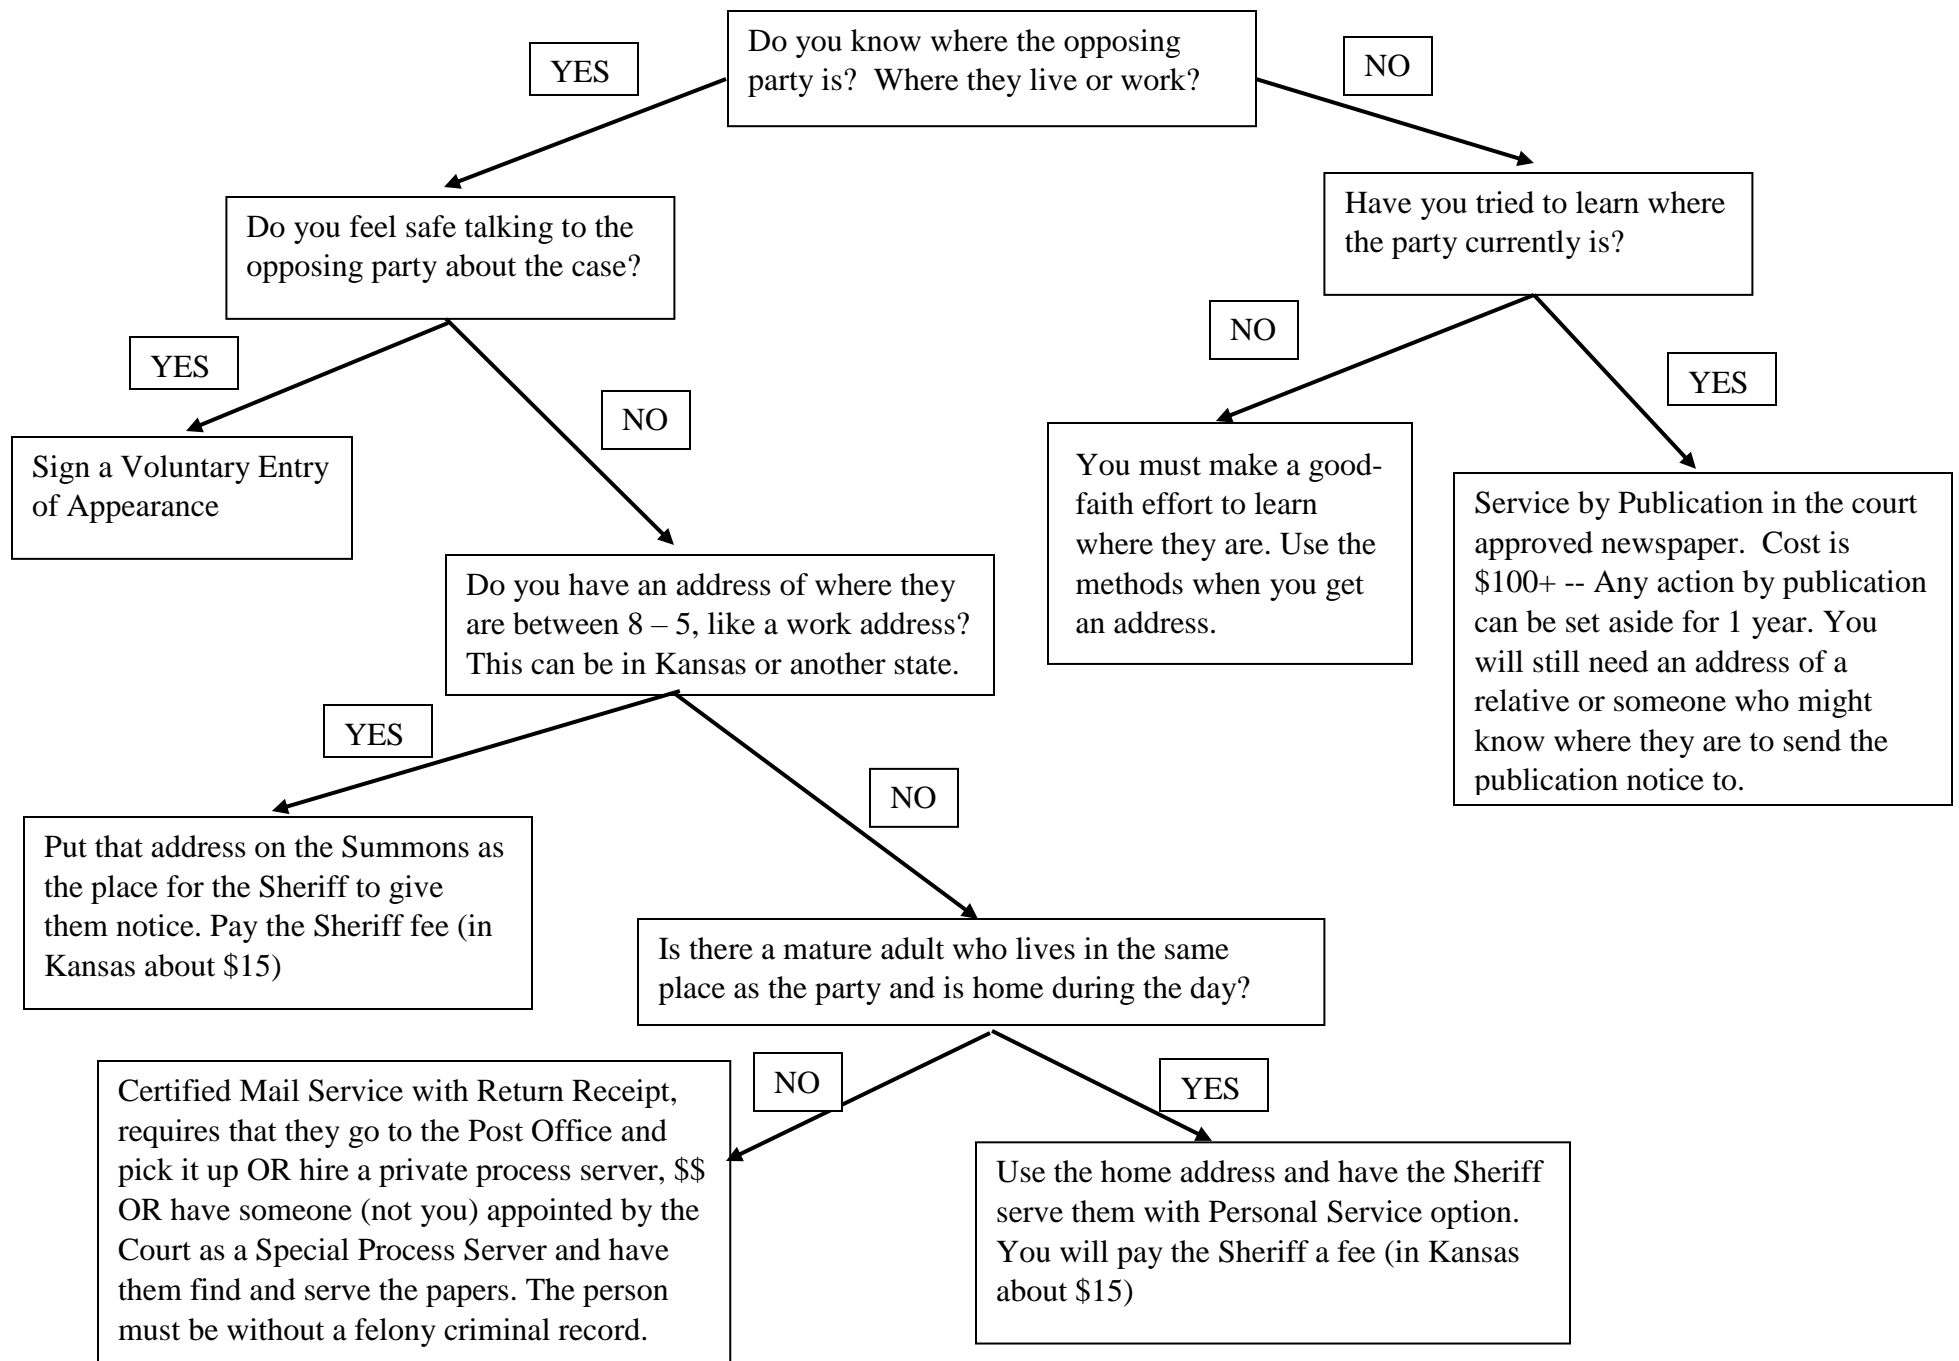 Do you know where the opposing
party is?  Where they live or work?
YES
NO
Do you feel safe talking to the
opposing party about the case?
Have you tried to learn where
the party currently is?
YES
NO
NO
YES
Sign a Voluntary Entry
of Appearance
You must make a good-
faith effort to learn
where they are. Use the
methods when you get
an address.
Service by Publication in the court
approved newspaper.  Cost is
$100+ -- Any action by publication
can be set aside for 1 year. You
will still need an address of a
relative or someone who might
know where they are to send the
publication notice to.
Do you have an address of where they
are between 8 – 5, like a work address?
This can be in Kansas or another state.
YES
NO
Put that address on the Summons as
the place for the Sheriff to give
them notice. Pay the Sheriff fee (in
Kansas about $15)
Is there a mature adult who lives in the same
place as the party and is home during the day?
NO
YES
Certified Mail Service with Return Receipt,
requires that they go to the Post Office and
pick it up OR hire a private process server, $$
OR have someone (not you) appointed by the
Court as a Special Process Server and have
them find and serve the papers. The person
must be without a felony criminal record.
Use the home address and have the Sheriff
serve them with Personal Service option.
You will pay the Sheriff a fee (in Kansas
about $15)